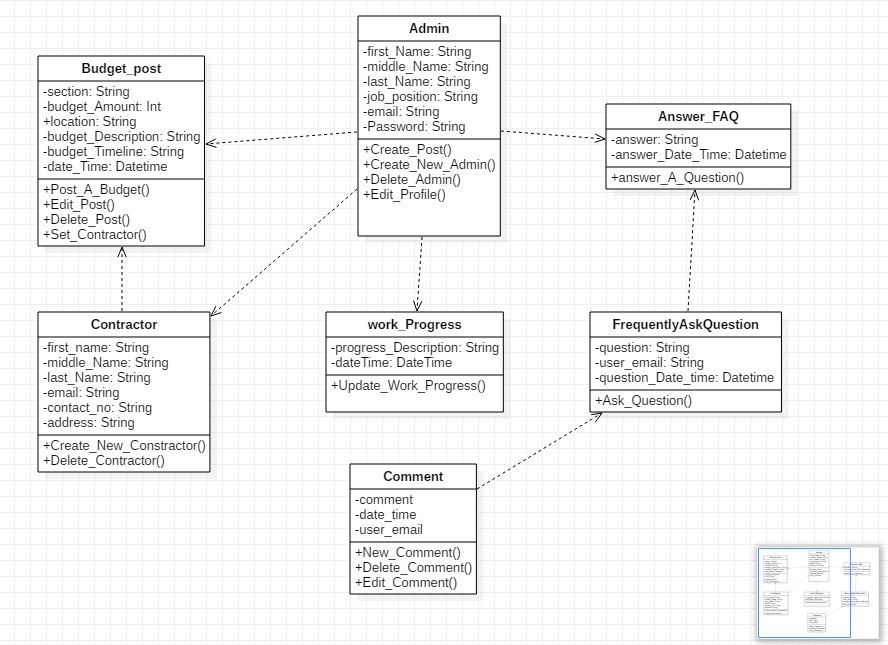 Admin
-first_Name: String
-middle_Name: String
-last_Name: String
-job_position: String
-email: String
-Password: String
+Create_Post()
+Create_New_Admin()
+Delete_Admin()
+Edit_Profile()
Budget_post
-section: String
-budget_Amount: Int
+location: String
-budget_Description: String
-budget_Timeline: String
-date_Time: Datetime
+Post_A_Budget()
+Edit_Post()
+Delete_Post()
+Set_Contractor()
Answer_FAQ
-answer: String
-answer_Date_Time: Datetime
+answer_A_Question()
Contractor
-first_name: String
-middle_Name: String
-last_Name: String
-email: String
-contact_no: String
-address: String
+Create_New_Constractor()
+Delete_Contractor()
work_Progress
-progress_Description: String
-dateTime: DateTime
+Update_Work_Progress()
FrequentlyAskQuestion
-question: String
-user_email: String
-question_Date_time: Datetime
+Ask_Question()
Comment
-comment
-date_time
-user_email
+New_Comment()
+Delete_Comment()
+Edit_Comment()